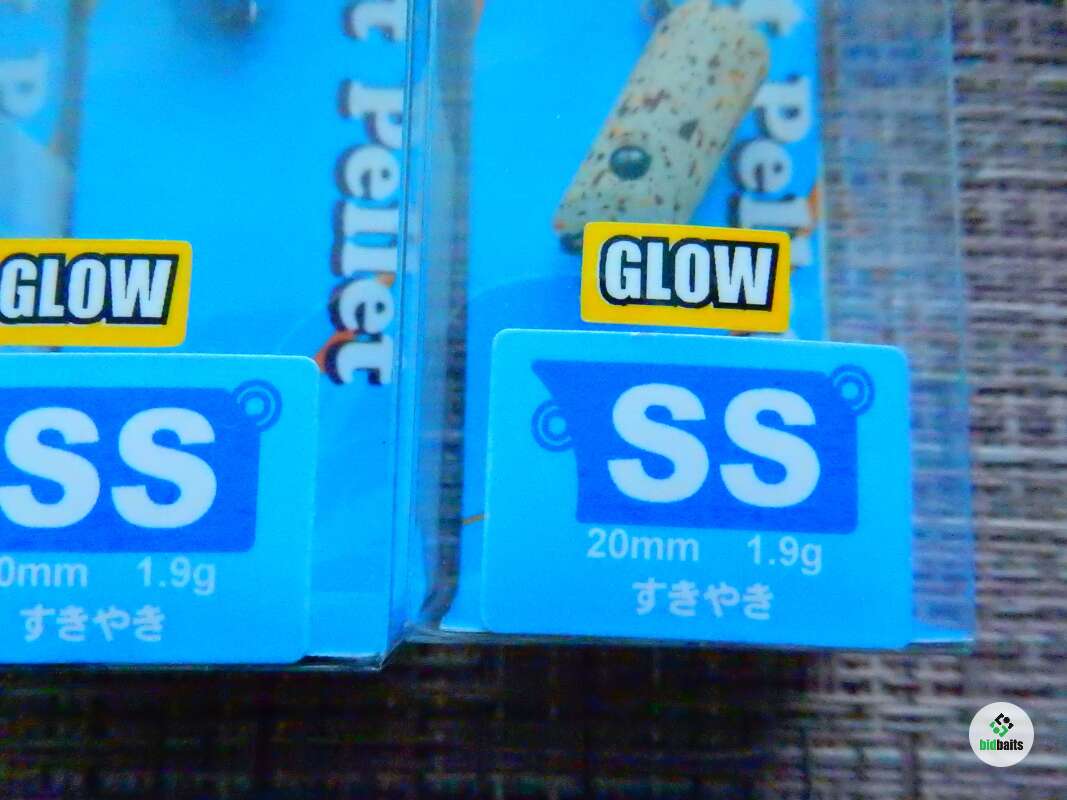 t Pellet
t Pelle
GLOW
GLOW
SS
SS
0mm 1.9g
20mm 1.9g
すきやき
すきやき
bidbaits